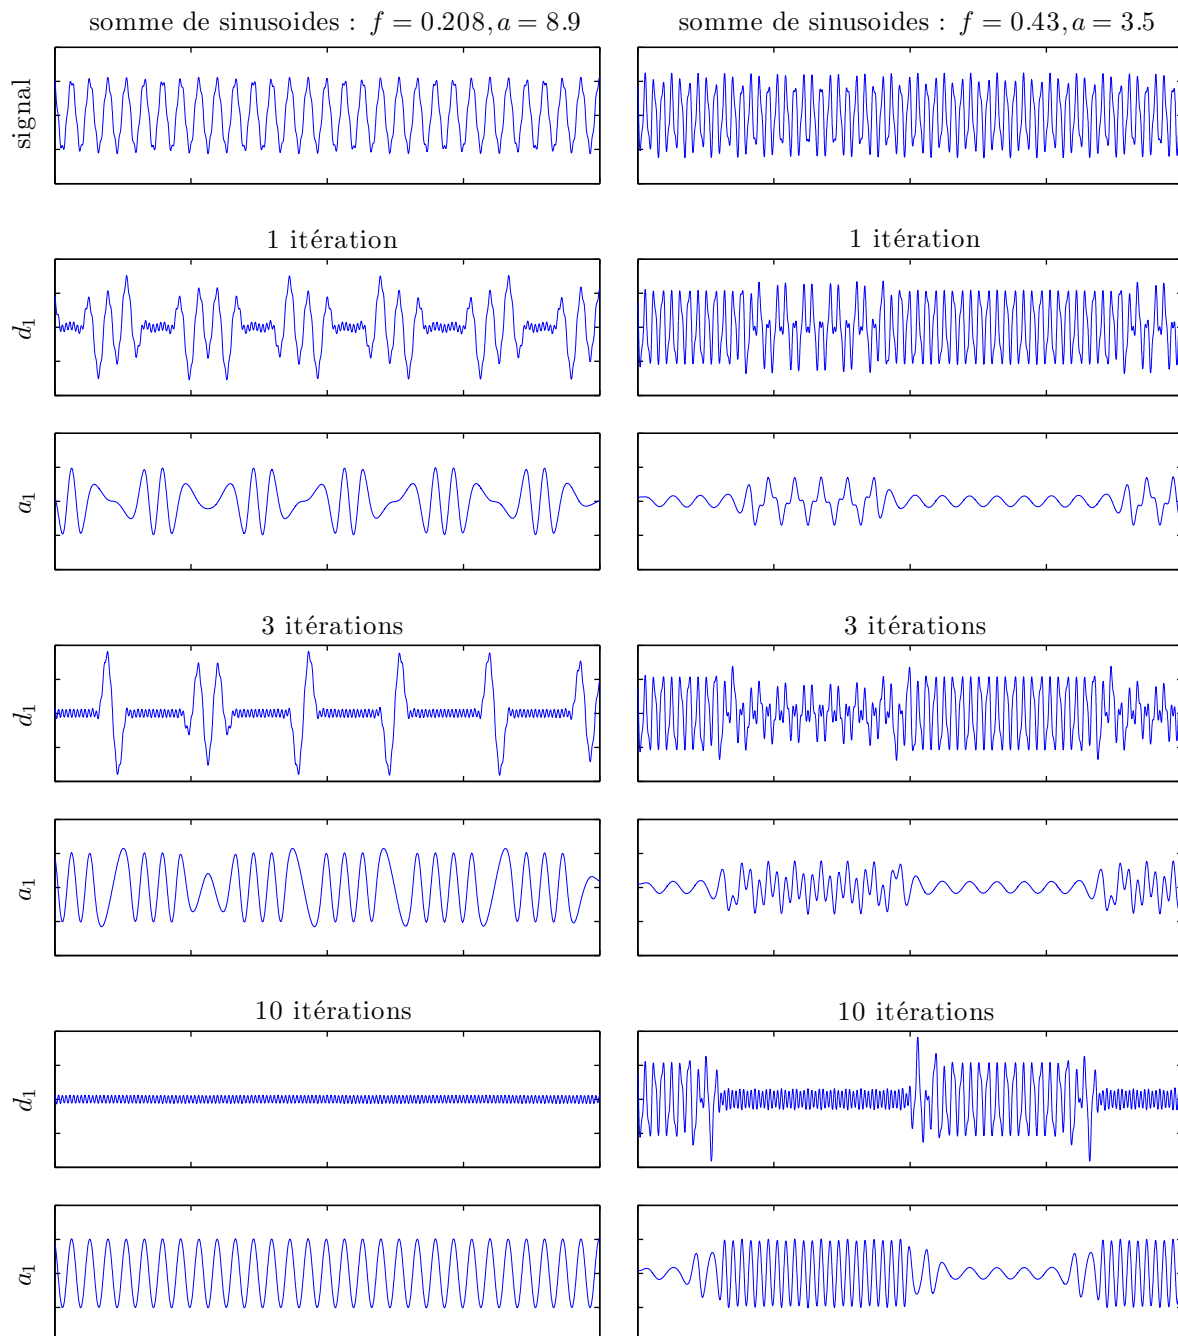 somme de sinusoides : f = 0.208, a = 8.9
somme de sinusoides : f = 0.43, a = 3.5
signal
1 itération
1 itération
d₁
a₁
3 itérations
3 itérations
d₁
a₁
10 itérations
10 itérations
d₁
a₁